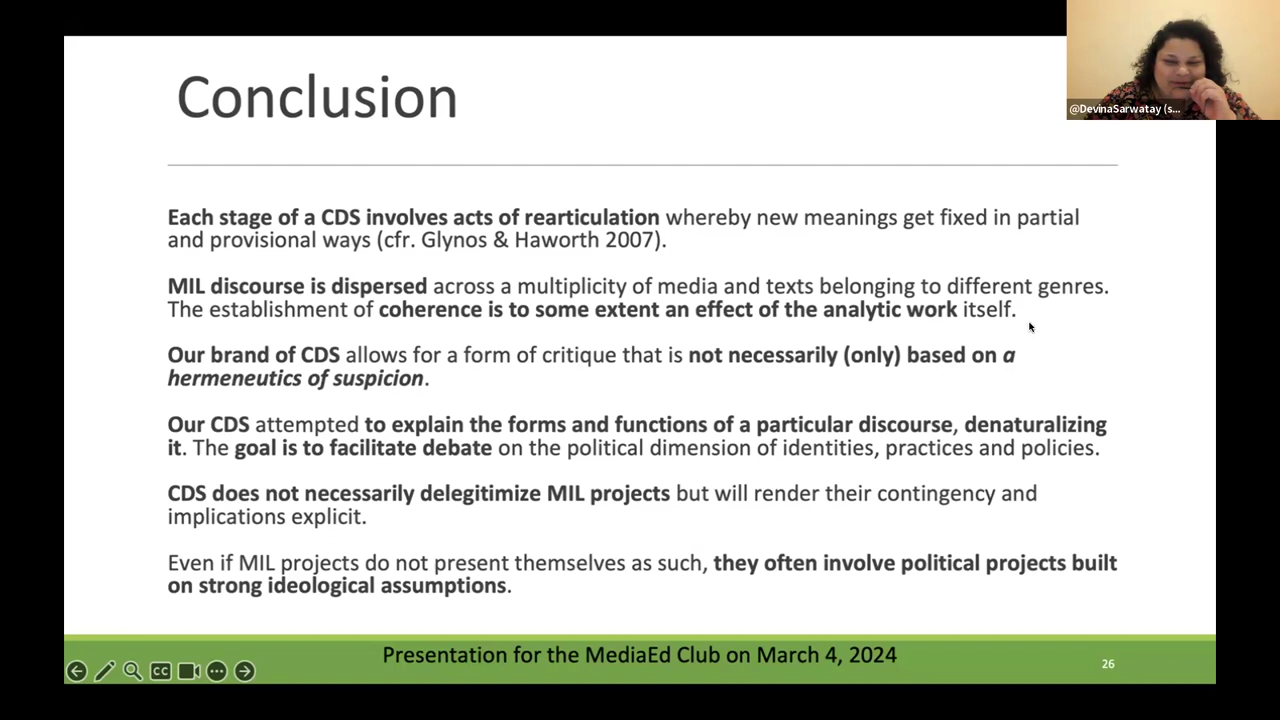 Conclusion
@DevinaSarwatay (s...
Each stage of a CDS involves acts of rearticulation whereby new meanings get fixed in partial
and provisional ways (cfr. Glynos & Haworth 2007).
MIL discourse is dispersed across a multiplicity of media and texts belonging to different genres.
The establishment of coherence is to some extent an effect of the analytic work itself.
Our brand of CDS allows for a form of critique that is not necessarily (only) based on a
hermeneutics of suspicion.
Our CDS attempted to explain the forms and functions of a particular discourse, denaturalizing
it. The goal is to facilitate debate on the political dimension of identities, practices and policies.
CDS does not necessarily delegitimize MIL projects but will render their contingency and
implications explicit.
Even if MIL projects do not present themselves as such, they often involve political projects built
on strong ideological assumptions.
Presentation for the MediaEd Club on March 4, 2024
CC
26